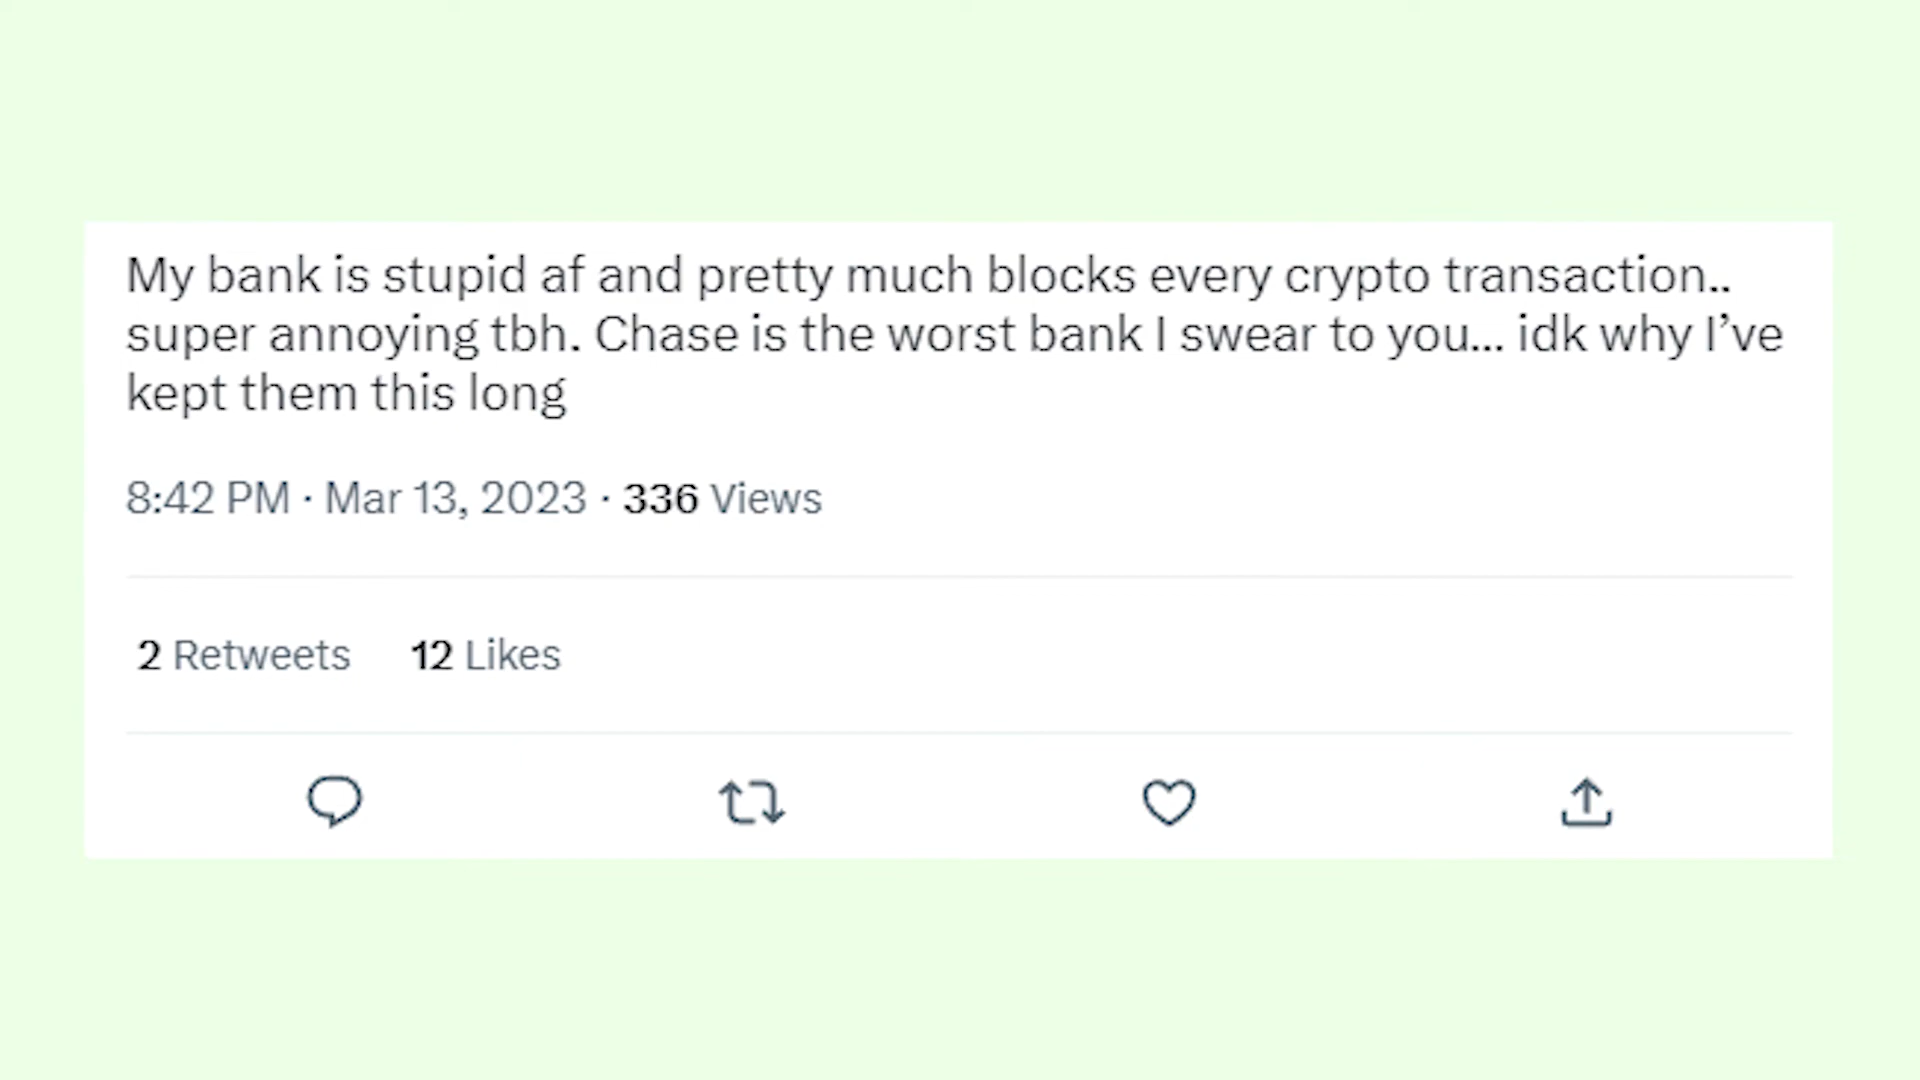 My bank is stupid af and pretty much blocks every crypto transaction..
super annoying tbh. Chase is the worst bank I swear to you... idk why I’ve
kept them this long
8:42 PM · Mar 13, 2023 · 336 Views
2 Retweets 12 Likes